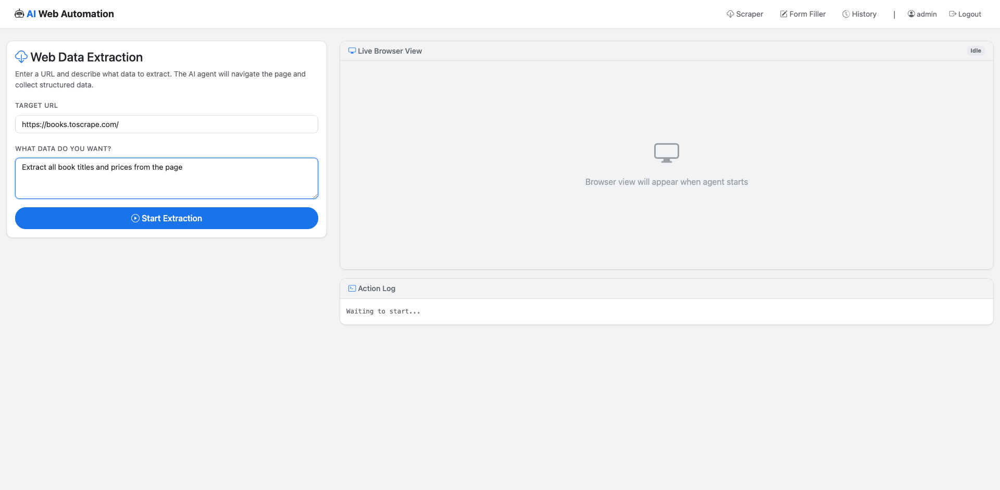 AI Web Automation
Scraper
Form Filler
History
|
admin
Logout
Web Data Extraction
Enter a URL and describe what data to extract. The AI agent will navigate the page and
collect structured data.
TARGET URL
https://books.toscrape.com/
WHAT DATA DO YOU WANT?
Extract all book titles and prices from the page
Start Extraction
Live Browser View
Idle
Browser view will appear when agent starts
Action Log
Waiting to start...